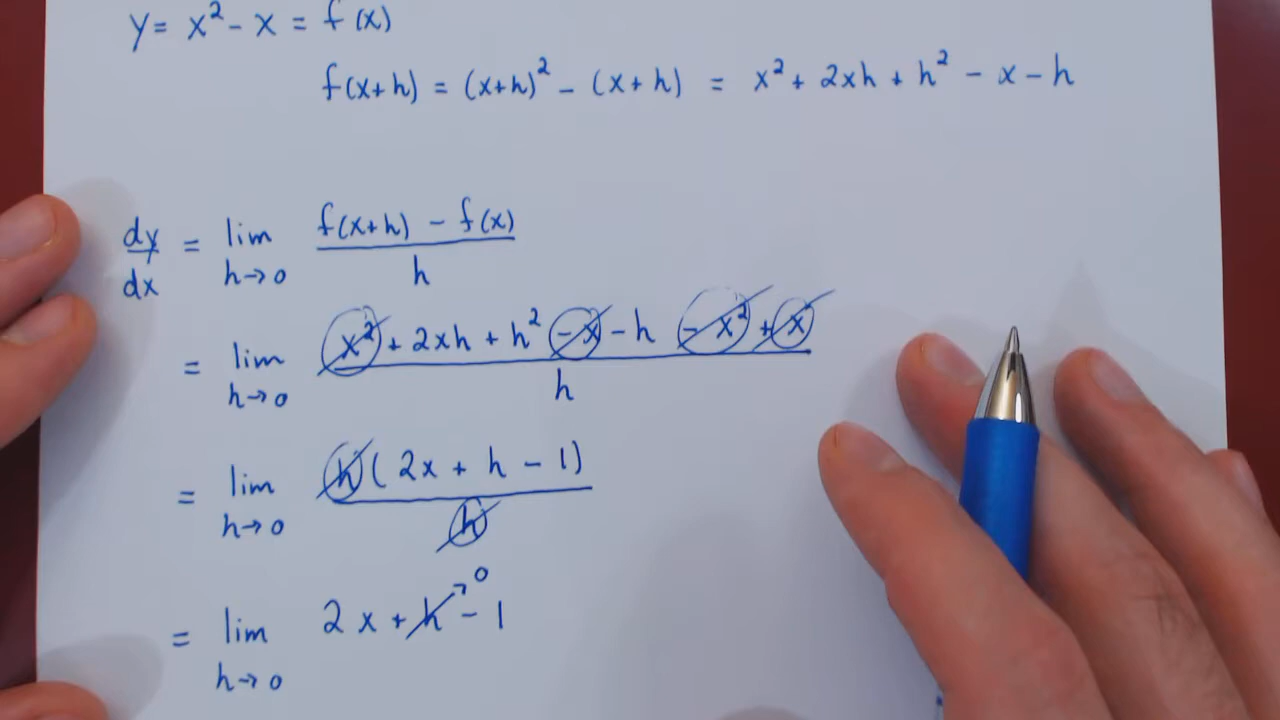 y = x² - x = f(x)
f(x+h) = (x+h)² - (x+h) = x² + 2xh + h² - x - h
dy/dx = lim h→0 f(x+h) - f(x) / h
= lim h→0 x² + 2xh + h² - x - h - x² + x / h
= lim h→0 h(2x + h - 1) / h
= lim h→0 2x + h→0 - 1